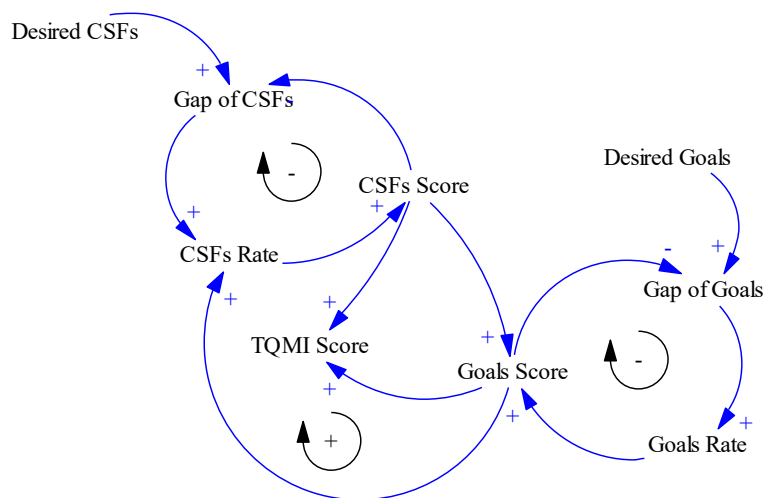 Desired CSFs
+
Gap of CSFs
-
-
Desired Goals
CSFs Score
+
+
CSFs Rate
-
+
Gap of Goals
+
+
TQMI Score
+
-
Goals Score
+
+
+
Goals Rate
+